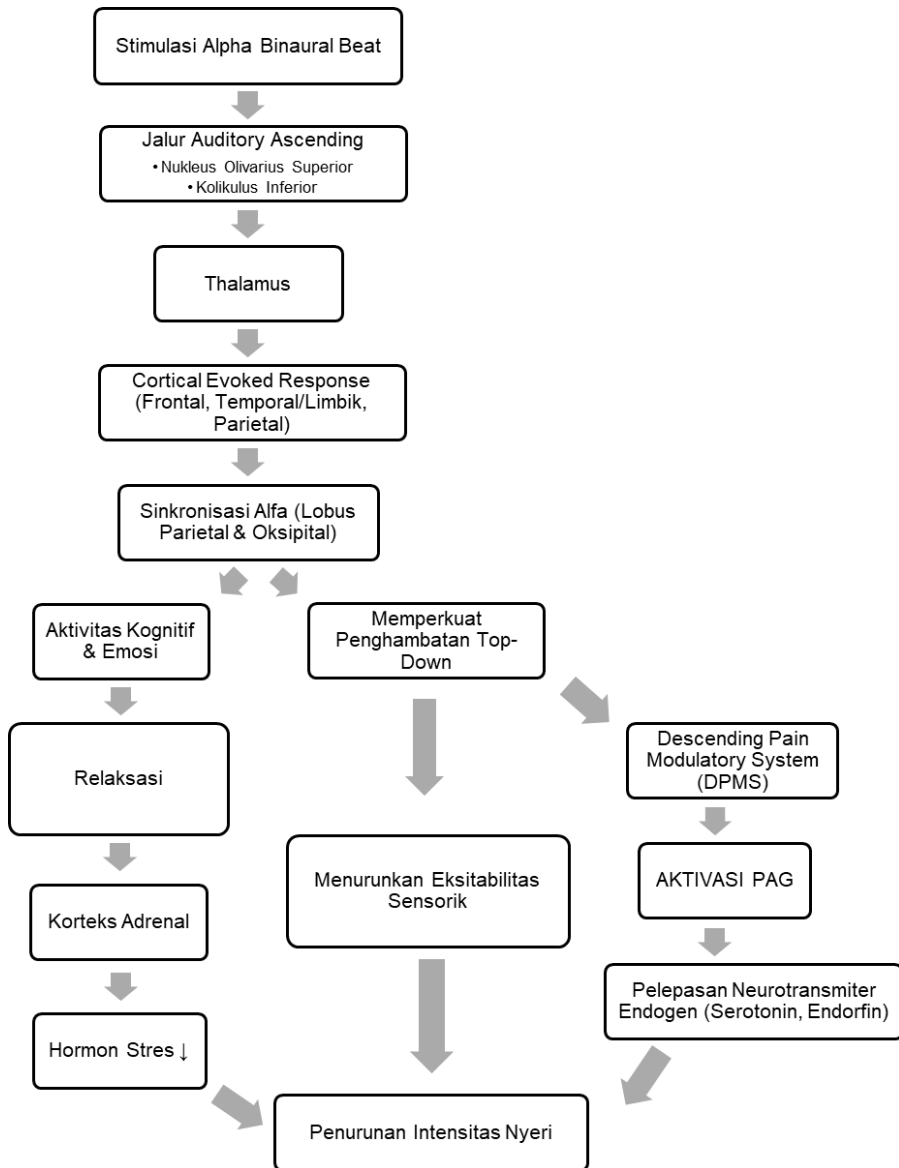 Stimulasi Alpha Binaural Beat
Jalur Auditory Ascending
• Nukleus Olivarius Superior
• Kolikulus Inferior
Thalamus
Cortical Evoked Response
(Frontal, Temporal/Limbik,
Parietal)
Sinkronisasi Alfa (Lobus
Parietal & Oksipital)
Aktivitas Kognitif
& Emosi
Memperkuat
Penghambatan Top-
Down
Relaksasi
Descending Pain
Modulatory System
(DPMS)
Menurunkan Eksitabilitas
Sensorik
AKTIVASI PAG
Korteks Adrenal
Pelepasan Neurotransmiter
Endogen (Serotonin, Endorfin)
Hormon Stres ↓
Penurunan Intensitas Nyeri